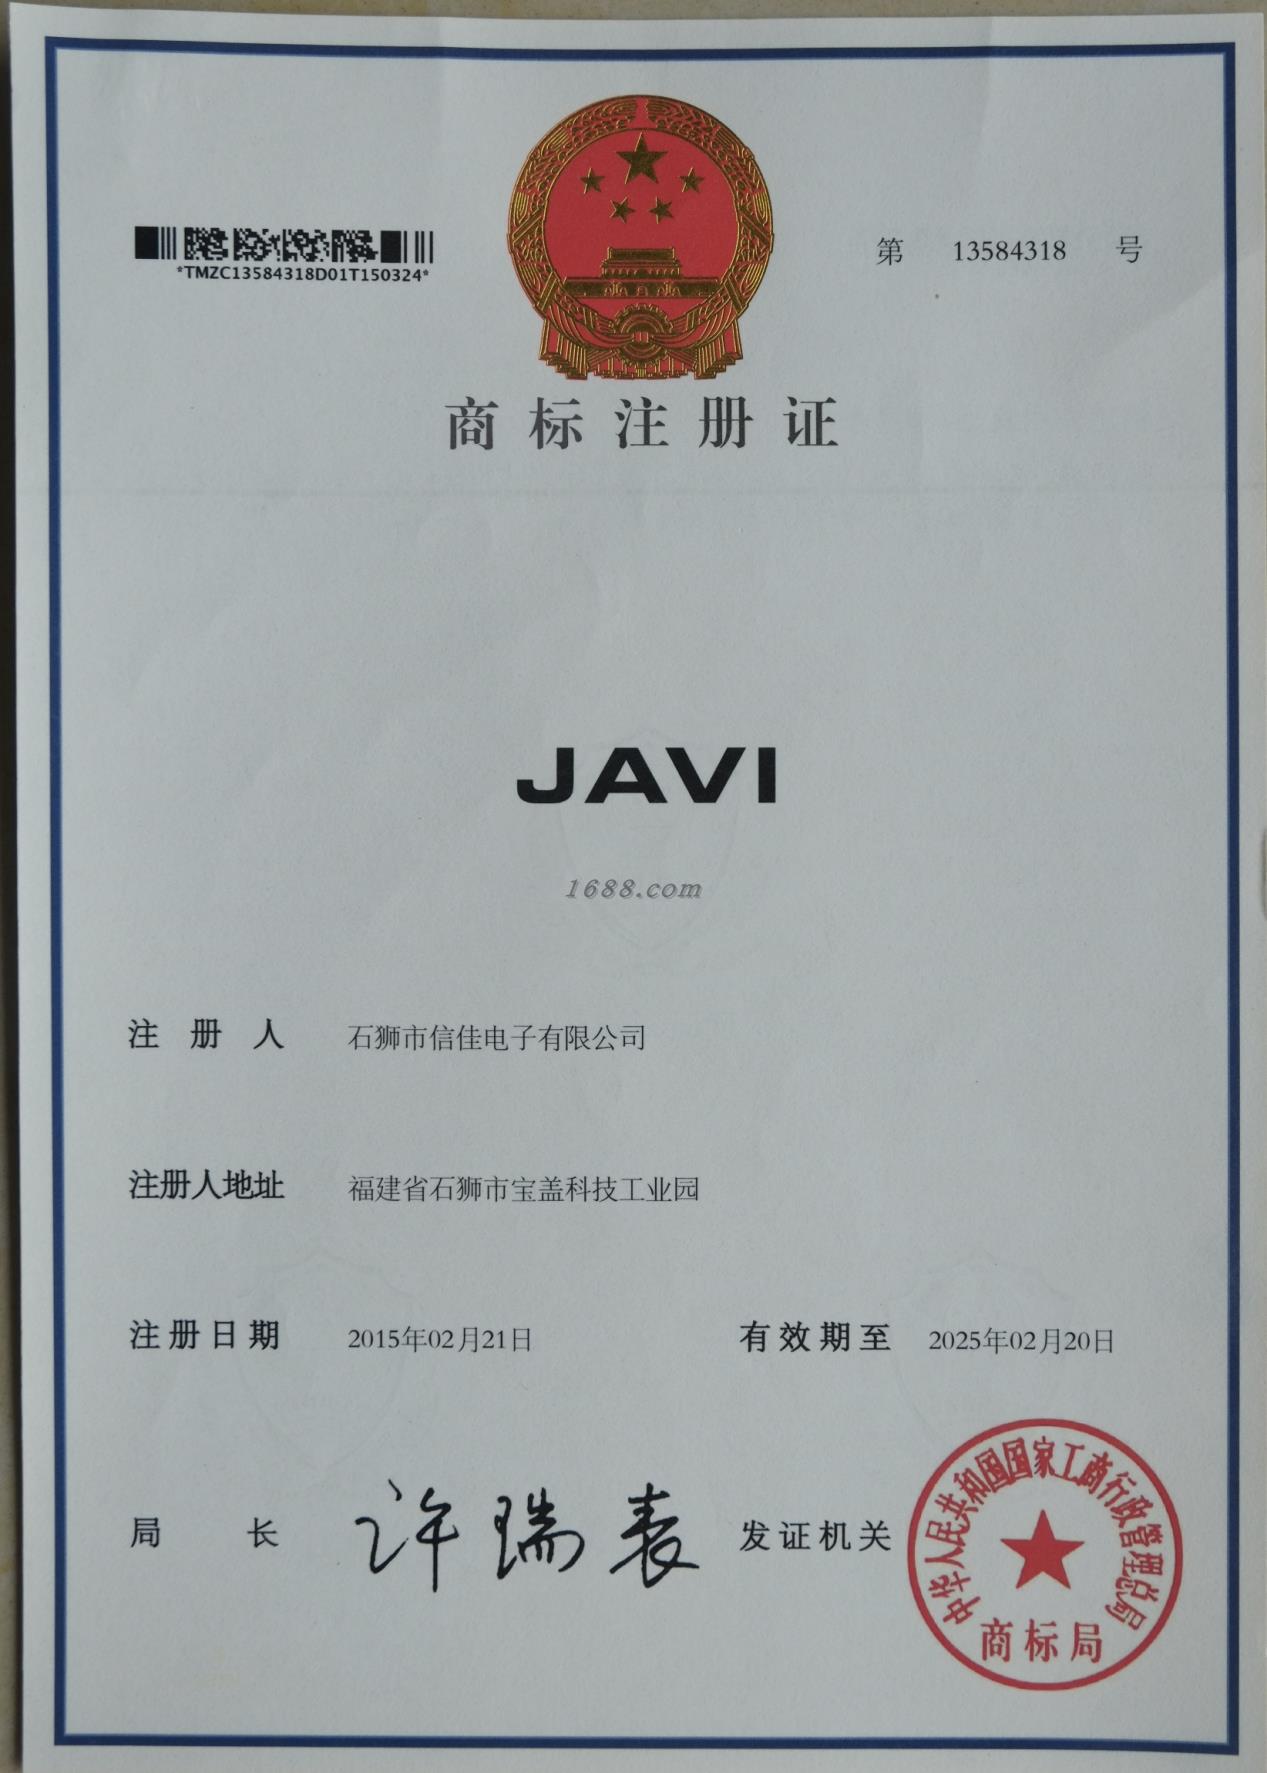 *TMZC13584318D01T150324*
第 13584318 号
商标注册证
JAVI
1688.com
注册人 石狮市信佳电子有限公司
注册人地址 福建省石狮市宝盖科技工业园
注册日期 2015年02月21日 有效期至 2025年02月20日
局长 许瑞表 发证机关
中华人民共和国国家工商行政管理总局
商标局